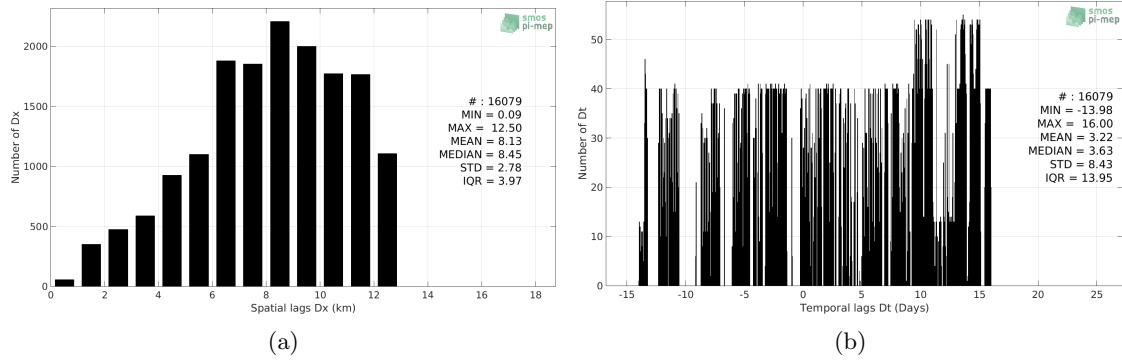 smos
pi-mep
Number of Dx
2000
1500
1000
500
0
# : 16079
MIN = 0.09
MAX = 12.50
MEAN = 8.13
MEDIAN = 8.45
STD = 2.78
IQR = 3.97
0 2 4 6 8 10 12 14 16 18
Spatial lags Dx (km)
(a)
smos
pi-mep
Number of Dt
50
40
30
20
10
0
# : 16079
MIN = -13.98
MAX = 16.00
MEAN = 3.22
MEDIAN = 3.63
STD = 8.43
IQR = 13.95
-15 -10 -5 0 5 10 15 20 25
Temporal lags Dt (Days)
(b)